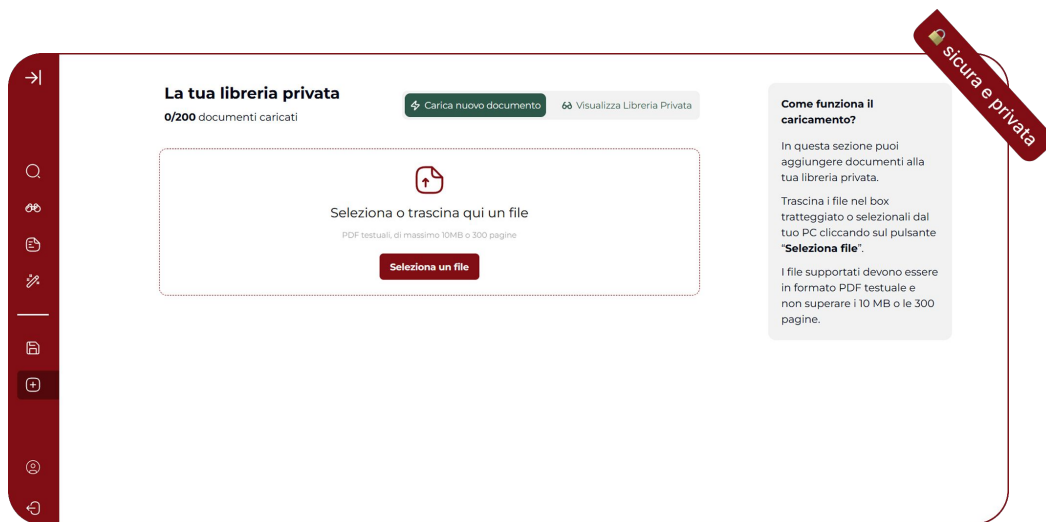 sicura e privata
La tua libreria privata
0/200 documenti caricati
Carica nuovo documento
Visualizza Libreria Privata
Seleziona o trascina qui un file
PDF testuali, di massimo 10MB o 300 pagine
Seleziona un file
Come funziona il
caricamento?
In questa sezione puoi
aggiungere documenti alla
tua libreria privata.
Trascina i file nel box
tratteggiato o selezionali dal
tuo PC cliccando sul pulsante
“Seleziona file”.
I file supportati devono essere
in formato PDF testuale e
non superare i 10 MB o le 300
pagine.